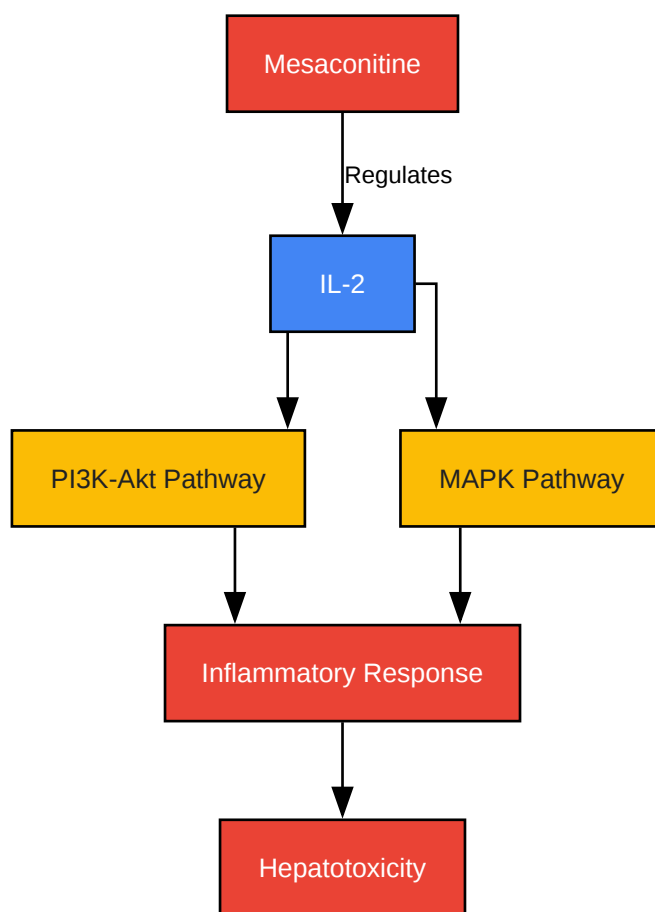 Mesaconitine
Regulates
IL-2
PI3K-Akt Pathway
MAPK Pathway
Inflammatory Response
Hepatotoxicity